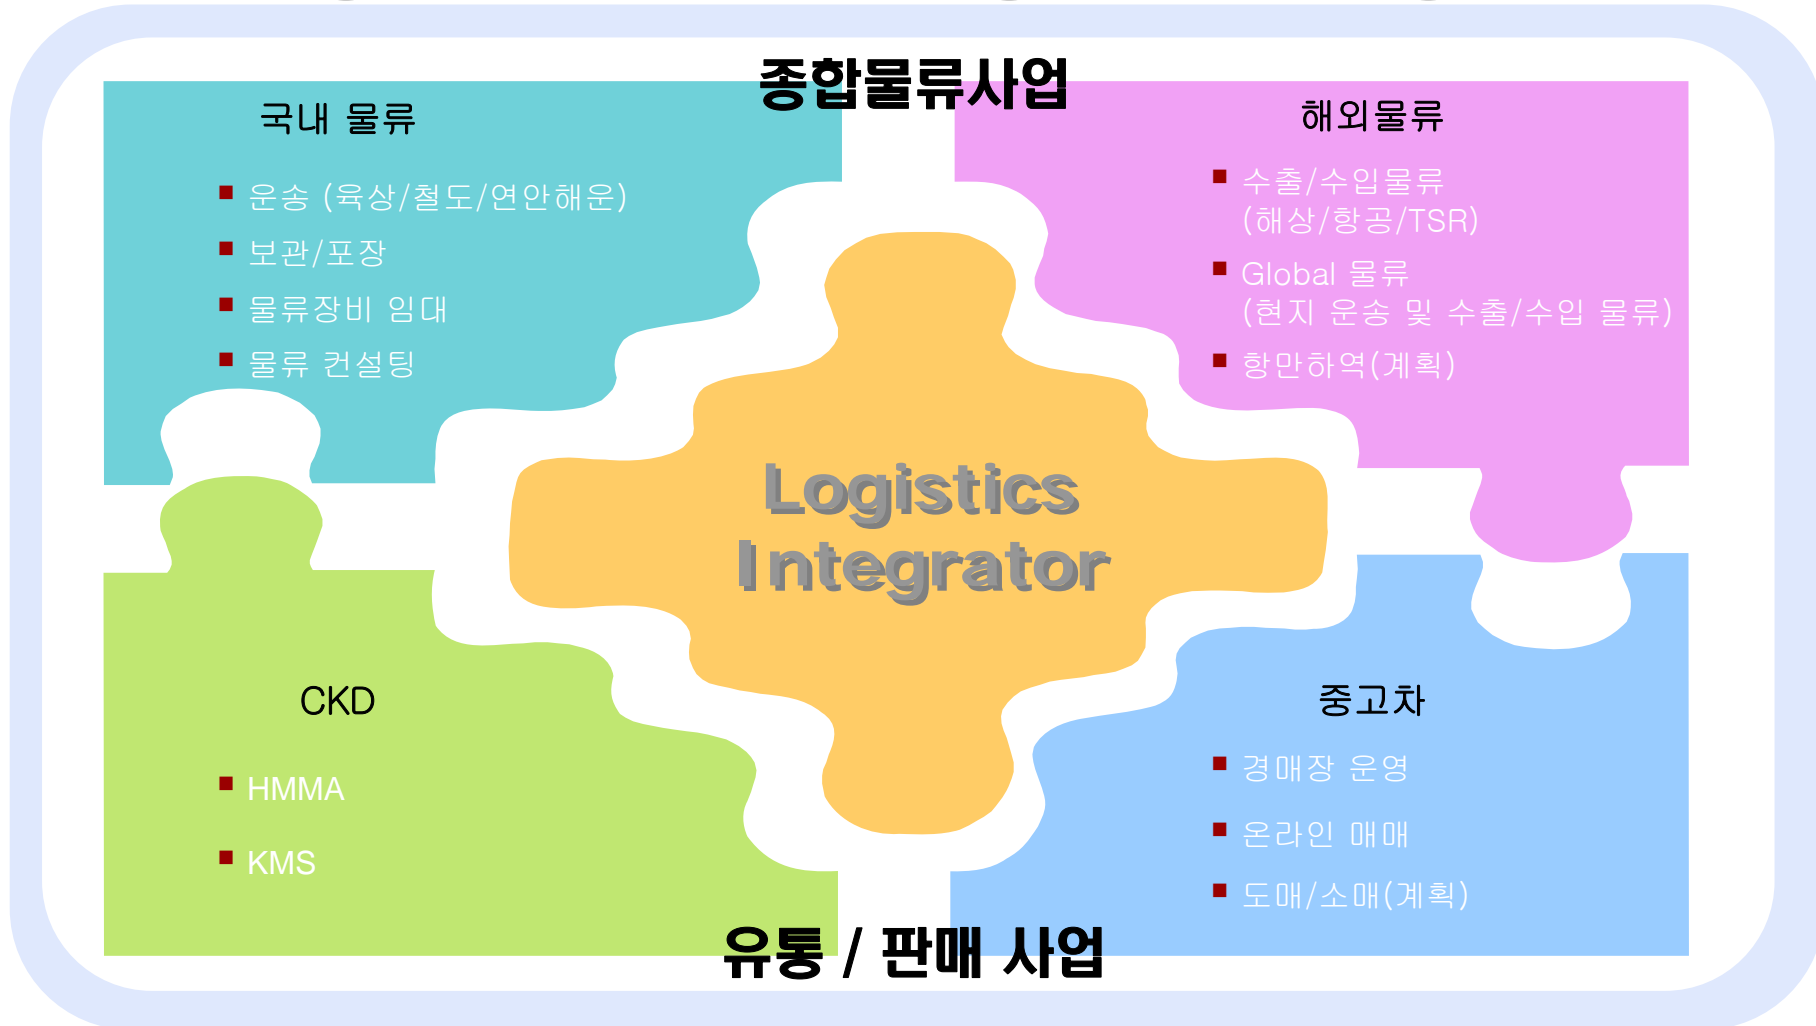 종합물류사업
국내 물류
운송 (육상/철도/연안해운)
보관/포장
물류장비 임대
물류 컨설팅
해외물류
수출/수입물류
(해상/항공/TSR)
Global 물류
(현지 운송 및 수출/수입 물류)
항만하역(계획)
Logistics
Integrator
CKD
HMMA
KMS
중고차
경매장 운영
온라인 매매
도매/소매(계획)
유통 / 판매 사업